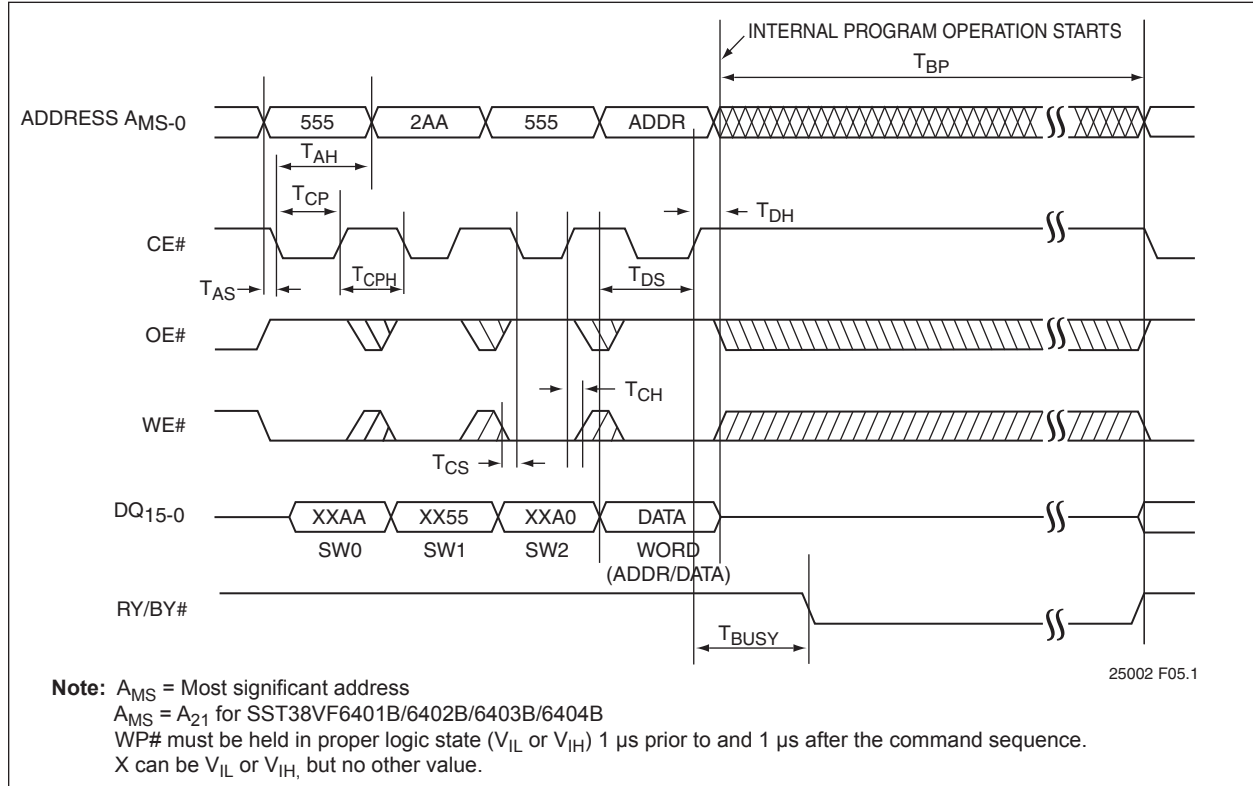 INTERNAL PROGRAM OPERATION STARTS
TBP
ADDRESS AMS-0
555 2AA 555 ADDR
TAH
TCP
TDH
CE#
TCPH
TDS
TAS
OE#
TCH
WE#
TCS
DQ15-0
XXAA XX55 XXA0 DATA
SW0 SW1 SW2 WORD
(ADDR/DATA)
RY/BY#
TBUSY
25002 F05.1
Note: AMS = Most significant address
AMS = A21 for SST38VF6401B/6402B/6403B/6404B
WP# must be held in proper logic state (VIL or VIH) 1 µs prior to and 1 µs after the command sequence.
X can be VIL or VIH, but no other value.